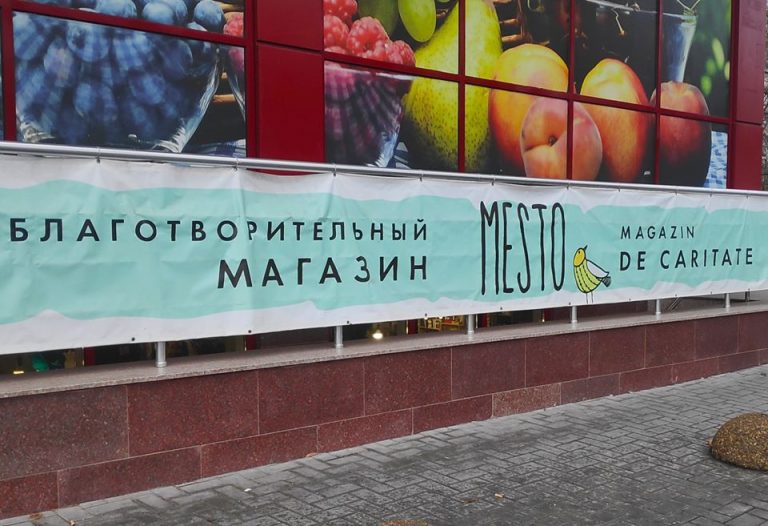 БЛАГОТВОРИТЕЛЬНЫЙ
МАГАЗИН
MESTO
MAGAZIN
DE CARITATE